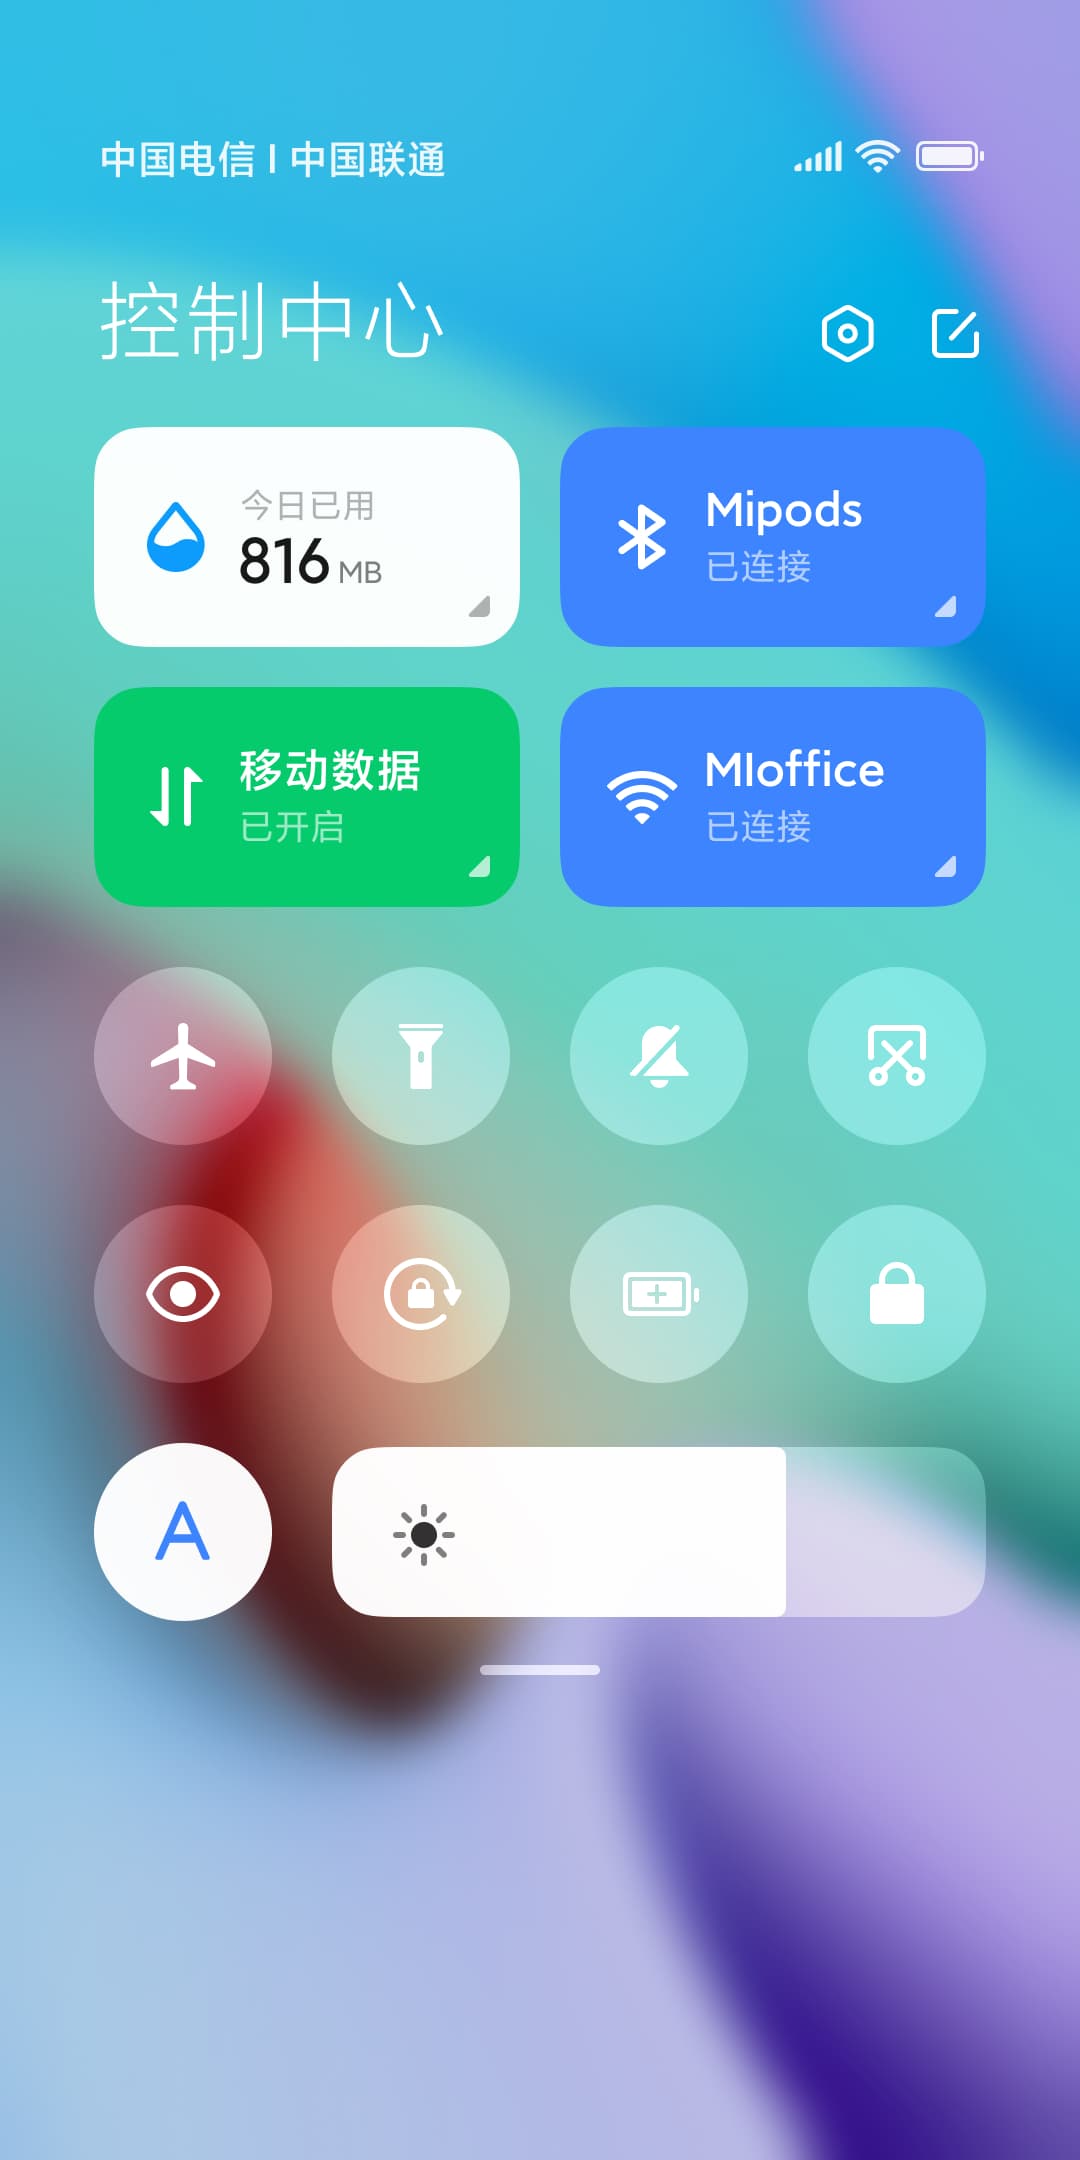 中国电信 | 中国联通
控制中心
今日已用
816 MB
Mipods
已连接
移动数据
已开启
MIoffice
已连接
A